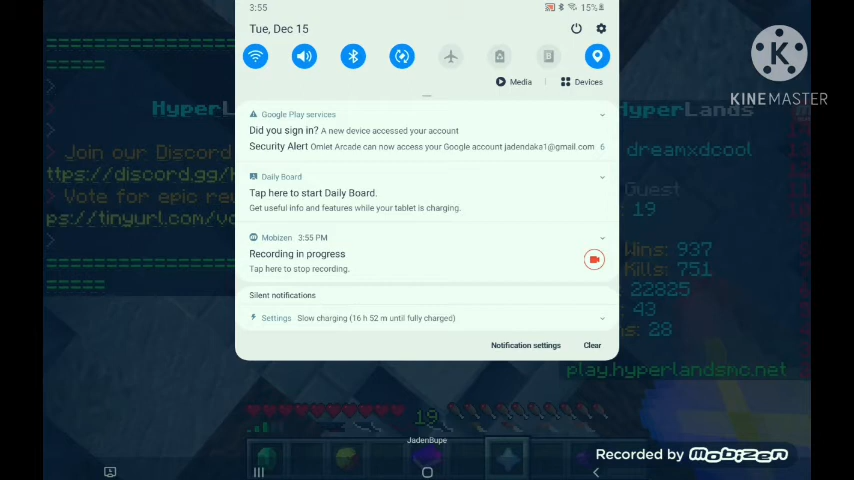 3:55
15%
Tue, Dec 15
Media
Devices
Google Play services
Did you sign in? A new device accessed your account
Security Alert Omlet Arcade can now access your Google account jadendaka1@gmail.com 6
Daily Board
Tap here to start Daily Board.
Get useful info and features while your tablet is charging.
Mobizen 3:55 PM
Recording in progress
Tap here to stop recording.
Silent notifications
Settings Slow charging (16 h 52 m until fully charged)
Notification settings
Clear
K
KINEMASTER
Hyper
Join our Discord
https://discord.gg/
Vote for epic re
ps://tinyurl.com/vo
yperLands
dreamxdcool
Guest
19
Wins: 937
Kills: 751
22825
43
ns: 28
play.hyperlandsmc.net
19
JadenBupe
Recorded by mobizen